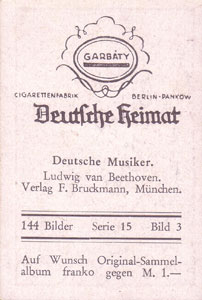 GARBÁTY
CIGARETTENFABRIK BERLIN-PANKOW
Deutsche Heimat
Deutsche Musiker.
Ludwig van Beethoven.
Verlag F. Bruckmann, München.
144 Bilder Serie 15 Bild 3
Auf Wunsch Original-Sammel-
album franko gegen M. 1.—